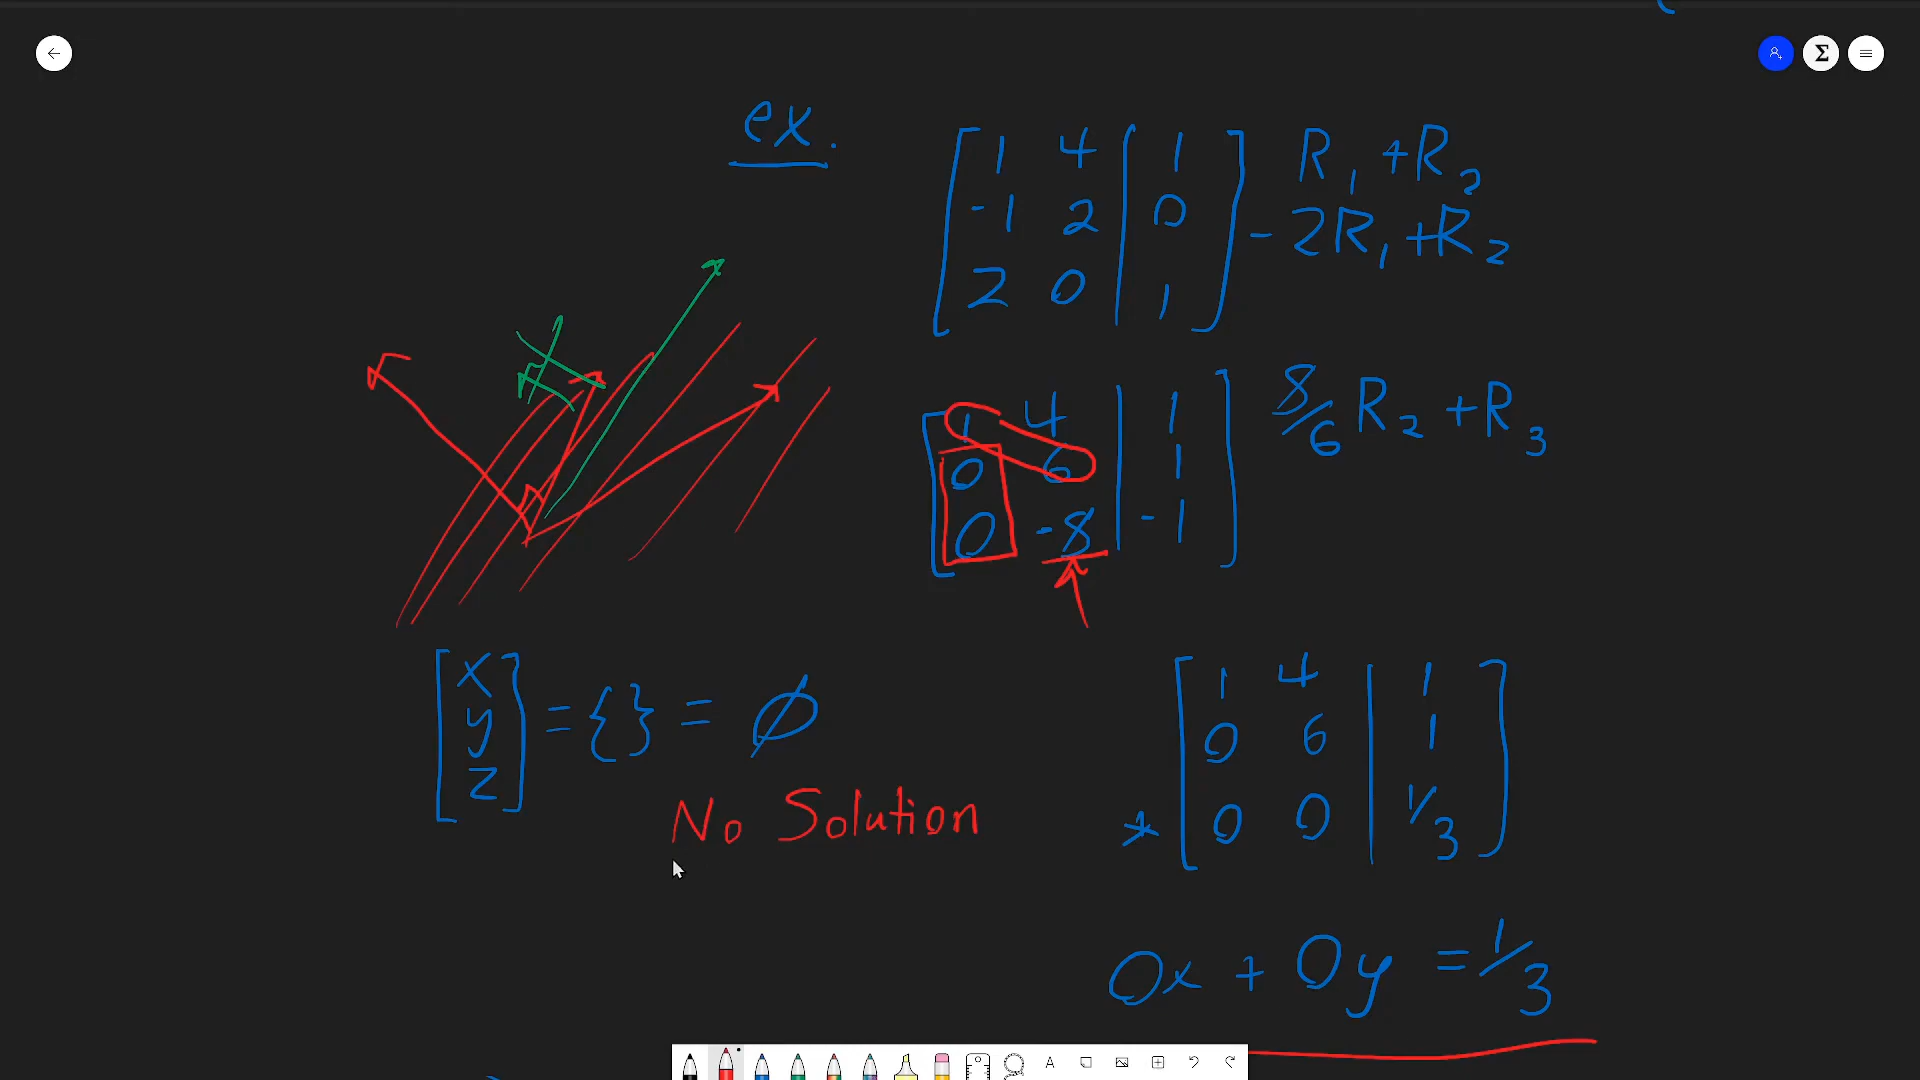 ex.
1 4 | 1 R₁ + R₂
-1 2 | 0 - 2R₁ + R₂
2 0 | 1
1 4 | 1 8/6 R₂ + R₃
0 6 | 1
0 -8 | -1
[x y z] = {} = ∅
No Solution
1 4 | 1
0 6 | 1
* 0 0 | 1/3
0x + 0y = 1/3